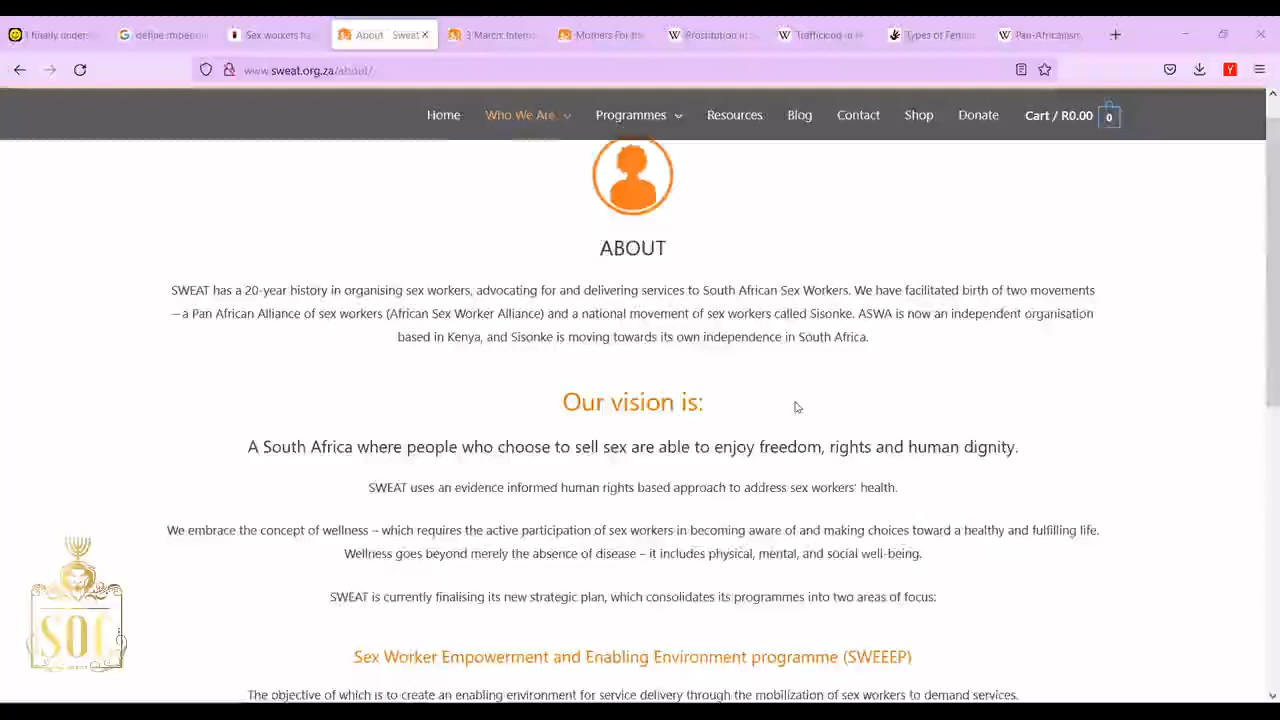 I finally unders
define:mpeon
Sex workers ha
About - Sweat
3 March: Intern
Mothers For the
Prostitution in S
Trafficked in
Types of Femin
Pan-Africanism
www.sweat.org.za/about/
Home
Who We Are
Programmes
Resources
Blog
Contact
Shop
Donate
Cart / R0.00
0
ABOUT
SWEAT has a 20-year history in organising sex workers, advocating for and delivering services to South African Sex Workers. We have facilitated birth of two movements
– a Pan African Alliance of sex workers (African Sex Worker Alliance) and a national movement of sex workers called Sisonke. ASWA is now an independent organisation
based in Kenya, and Sisonke is moving towards its own independence in South Africa.
Our vision is:
A South Africa where people who choose to sell sex are able to enjoy freedom, rights and human dignity.
SWEAT uses an evidence informed human rights based approach to address sex workers' health.
We embrace the concept of wellness – which requires the active participation of sex workers in becoming aware of and making choices toward a healthy and fulfilling life.
Wellness goes beyond merely the absence of disease – it includes physical, mental, and social well-being.
SWEAT is currently finalising its new strategic plan, which consolidates its programmes into two areas of focus:
SOC
Sex Worker Empowerment and Enabling Environment programme (SWEEEP)
The objective of which is to create an enabling environment for service delivery through the mobilization of sex workers to demand services.